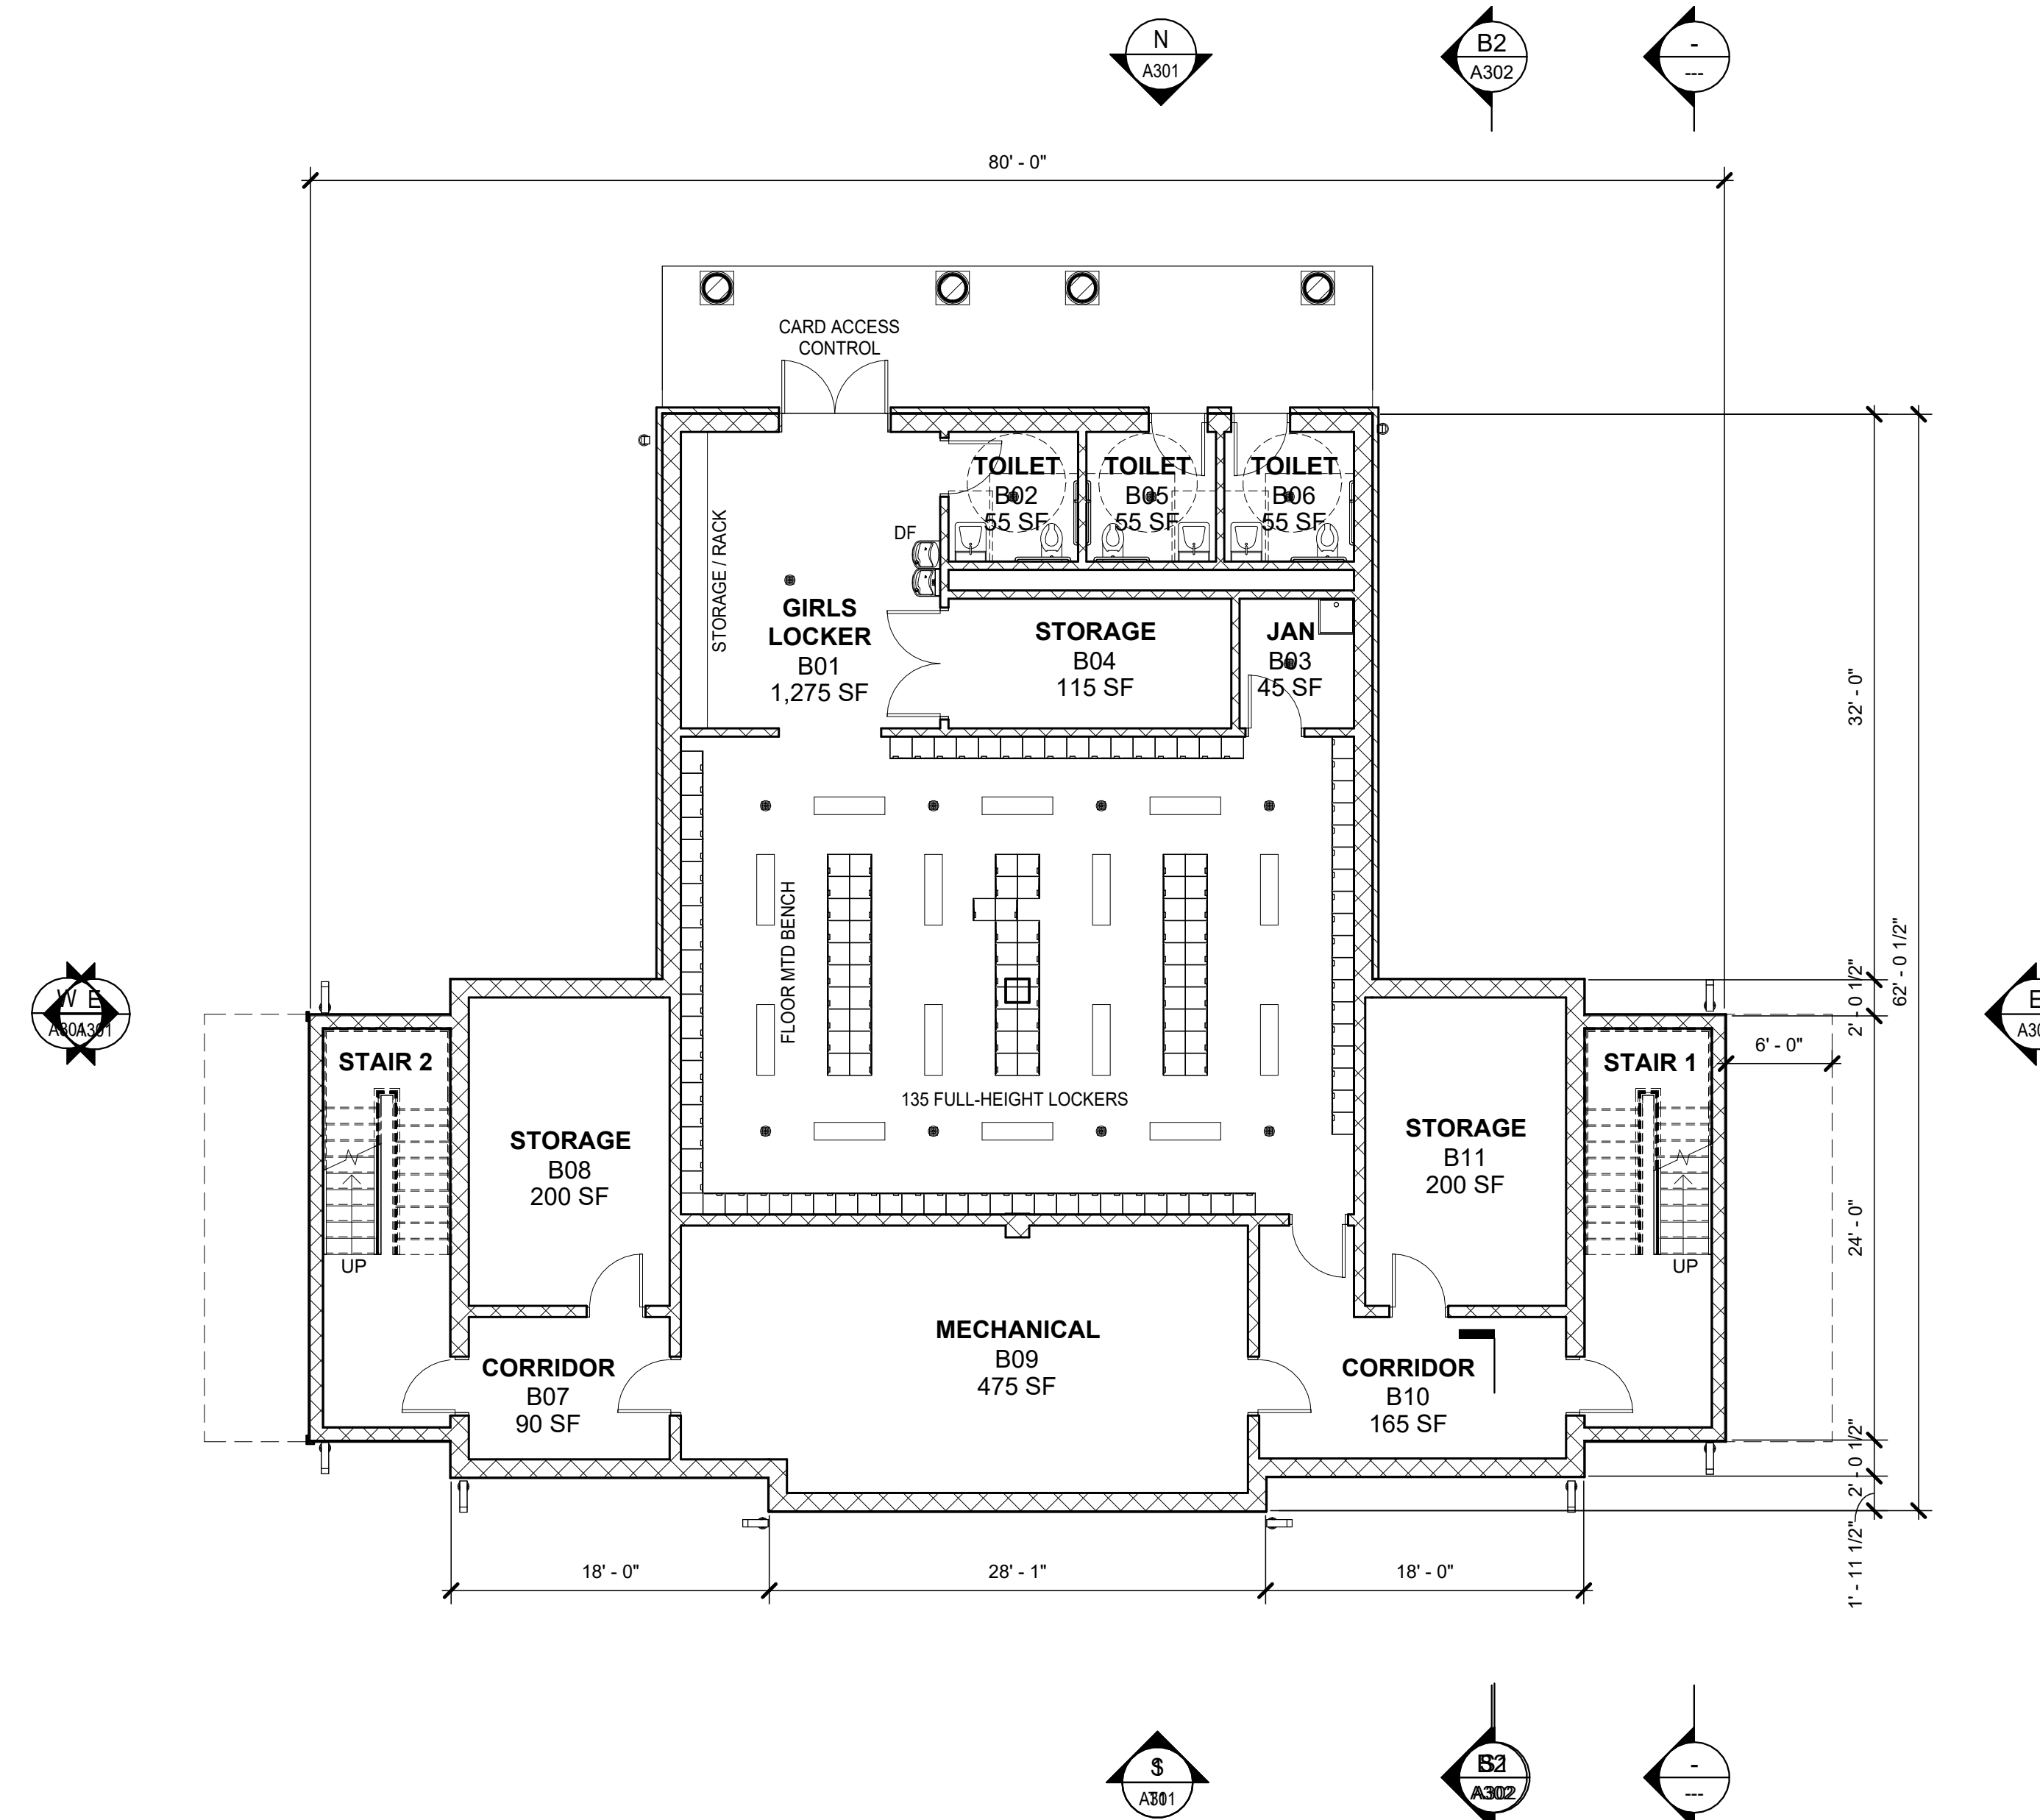 N
A301
B2
A302
-
---
80' - 0"
CARD ACCESS
CONTROL
TOILET
B02
55 SF
TOILET
B05
55 SF
TOILET
B06
55 SF
DF
STORAGE / RACK
GIRLS
LOCKER
B01
1,275 SF
STORAGE
B04
115 SF
JAN
B03
45 SF
32' - 0"
62' - 0 1/2"
2' - 0 1/2"
FLOOR MTD BENCH
W
E
A301
STAIR 2
STAIR 1
6' - 0"
E
135 FULL-HEIGHT LOCKERS
STORAGE
B08
200 SF
STORAGE
B11
200 SF
24' - 0"
UP
UP
MECHANICAL
B09
475 SF
CORRIDOR
B07
90 SF
CORRIDOR
B10
165 SF
2' - 0 1/2"
1' - 11 1/2"
18' - 0"
28' - 1"
18' - 0"
A302
-
---